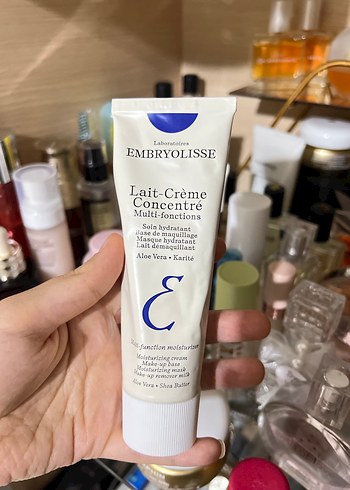 Laboratoires
EMBRYOLISSE
Lait-Crème
Concentré
Multi-fonctions
Soin hydratant
Base de maquillage
Masque hydratant
Lait démaquillant
Aloe Vera • Karité
function moisturizer
Moisturizing cream
Make-up base
Moisturizing mask
Make-up remover milk
Aloe Vera • Shea Butter